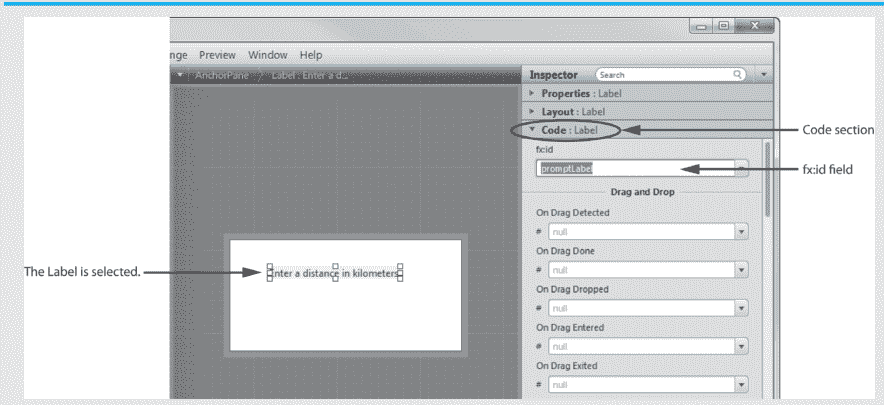 nge Preview Window Help
AnchorPane Label : Enter a d...
Inspector Search
Properties : Label
Layout : Label
Code : Label
Code section
fx:id
promptLabel
fx:id field
Drag and Drop
On Drag Detected
# null
On Drag Done
# null
The Label is selected.
Enter a distance in kilometers
On Drag Dropped
# null
On Drag Entered
# null
On Drag Exited
# null